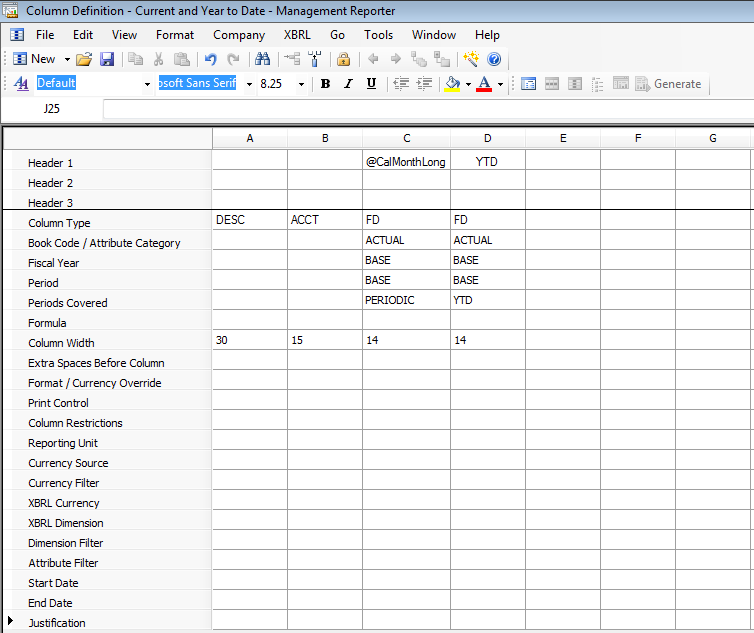 Column Definition - Current and Year to Date - Management Reporter
File Edit View Format Company XBRL Go Tools Window Help
New
Default osoft Sans Serif 8.25 B I U A Generate
J25
A B C D E F G
Header 1 @CalMonthLong YTD
Header 2
Header 3
Column Type DESC ACCT FD FD
Book Code / Attribute Category ACTUAL ACTUAL
Fiscal Year BASE BASE
Period BASE BASE
Periods Covered PERIODIC YTD
Formula
Column Width 30 15 14 14
Extra Spaces Before Column
Format / Currency Override
Print Control
Column Restrictions
Reporting Unit
Currency Source
Currency Filter
XBRL Currency
XBRL Dimension
Dimension Filter
Attribute Filter
Start Date
End Date
Justification